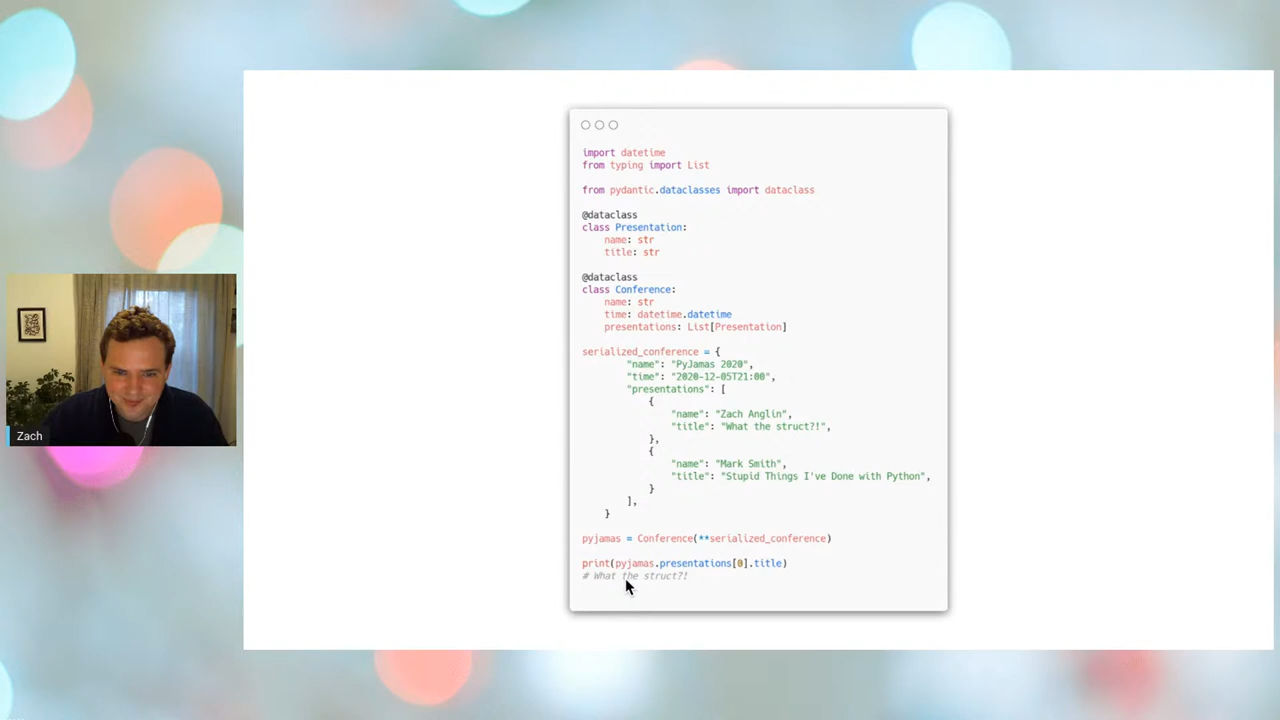 import datetime
from typing import List
from pydantic.dataclasses import dataclass
@dataclass
class Presentation:
    name: str
    title: str
@dataclass
class Conference:
    name: str
    time: datetime.datetime
    presentations: List[Presentation]
serialized_conference = {
        "name": "PyJamas 2020",
        "time": "2020-12-05T21:00",
        "presentations": [
            {
                "name": "Zach Anglin",
                "title": "What the struct?!",
            },
            {
                "name": "Mark Smith",
                "title": "Stupid Things I've Done with Python",
            }
        ],
    }
pyjamas = Conference(**serialized_conference)
print(pyjamas.presentations[0].title)
# What the struct?!
Zach